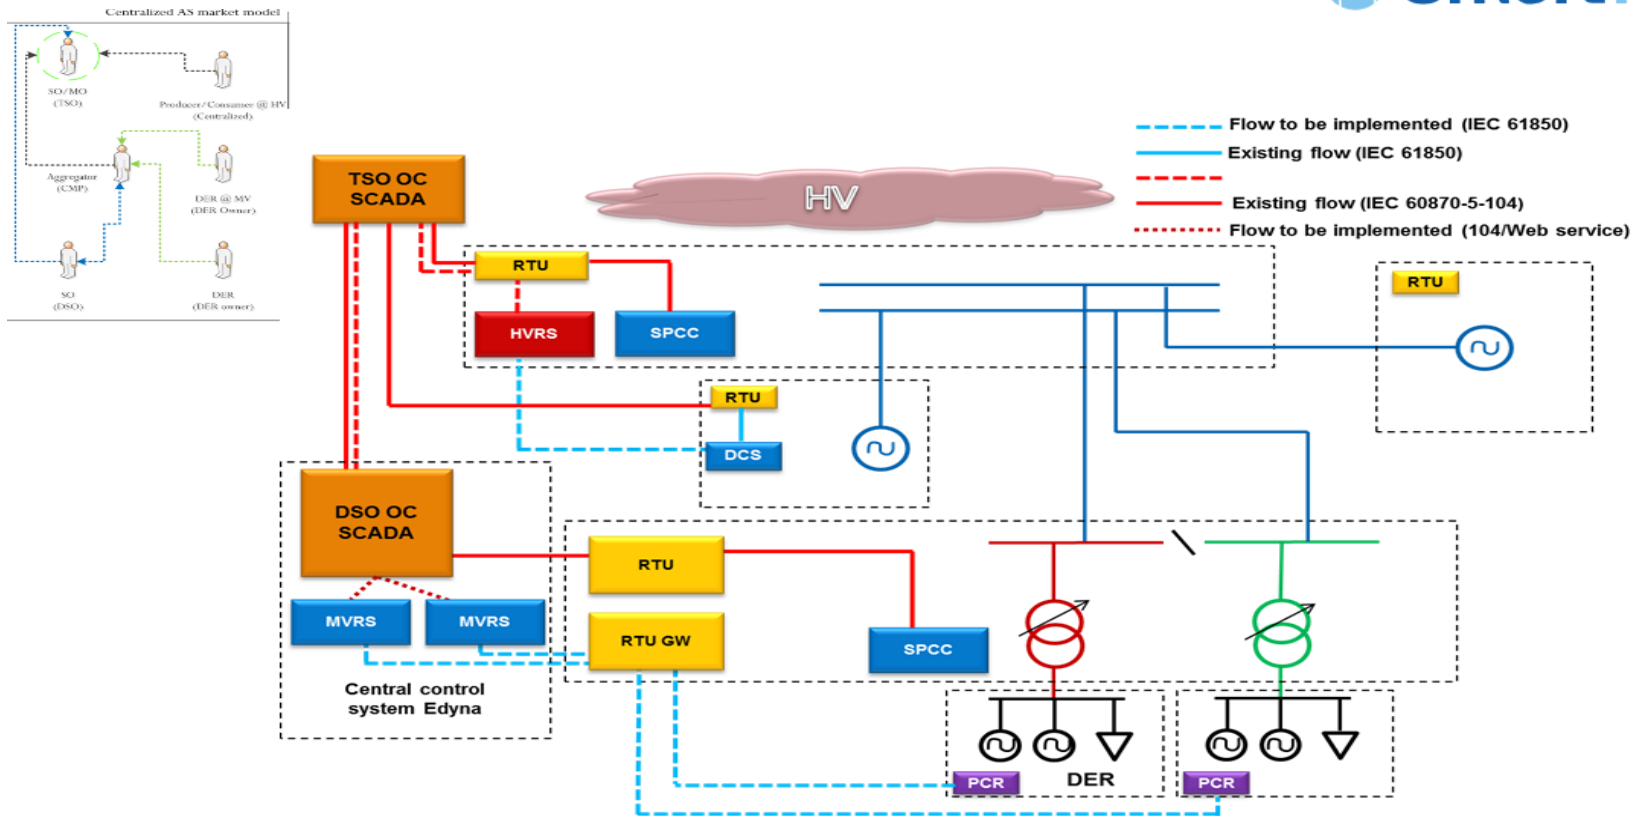 Centralized AS market model
SO/MO
(TSO)
Producer/Consumer @ HV
(Centralized)
Aggregator
(CMP)
DER @ MV
(DER Owner)
SO
(DSO)
DER
(DER owner)
Flow to be implemented (IEC 61850)
Existing flow (IEC 61850)
Existing flow (IEC 60870-5-104)
Flow to be implemented (104/Web service)
HV
TSO OC
SCADA
RTU
HVRS
SPCC
RTU
RTU
DCS
DSO OC
SCADA
MVRS
MVRS
Central control
system Edyna
RTU
RTU GW
SPCC
PCR
DER
PCR